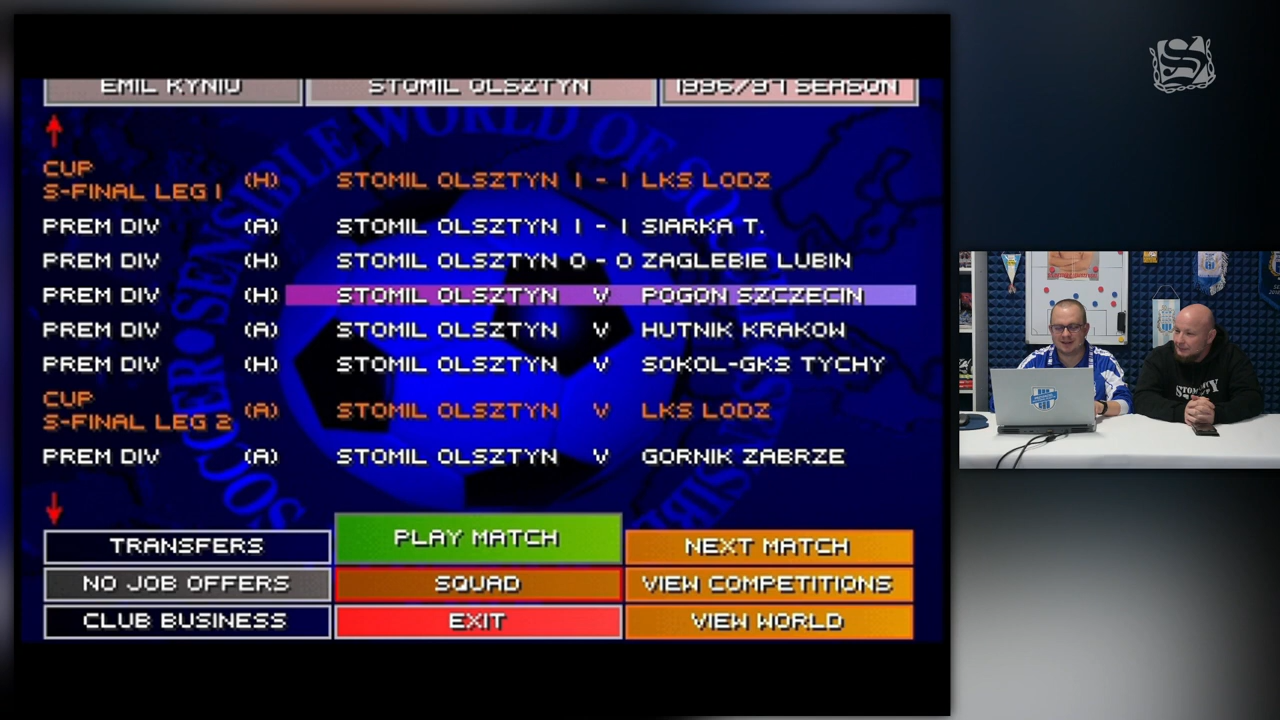 EMIL KYNIU STOMIL OLSZTYN 1996/97 SEASON
CUP
S-FINAL LEG 1 (H) STOMIL OLSZTYN 1 - 1 LKS LODZ
PREM DIV (A) STOMIL OLSZTYN 1 - 1 SIARKA T.
PREM DIV (H) STOMIL OLSZTYN 0 - 0 ZAGLEBIE LUBIN
PREM DIV (H) STOMIL OLSZTYN V POGON SZCZECIN
PREM DIV (A) STOMIL OLSZTYN V HUTNIK KRAKOW
PREM DIV (H) STOMIL OLSZTYN V SOKOL-GKS TYCHY
CUP
S-FINAL LEG 2 (A) STOMIL OLSZTYN V LKS LODZ
PREM DIV (A) STOMIL OLSZTYN V GORNIK ZABRZE
TRANSFERS PLAY MATCH NEXT MATCH
NO JOB OFFERS SQUAD VIEW COMPETITIONS
CLUB BUSINESS EXIT VIEW WORLD
SENSIBLE WORLD OF SOCCER